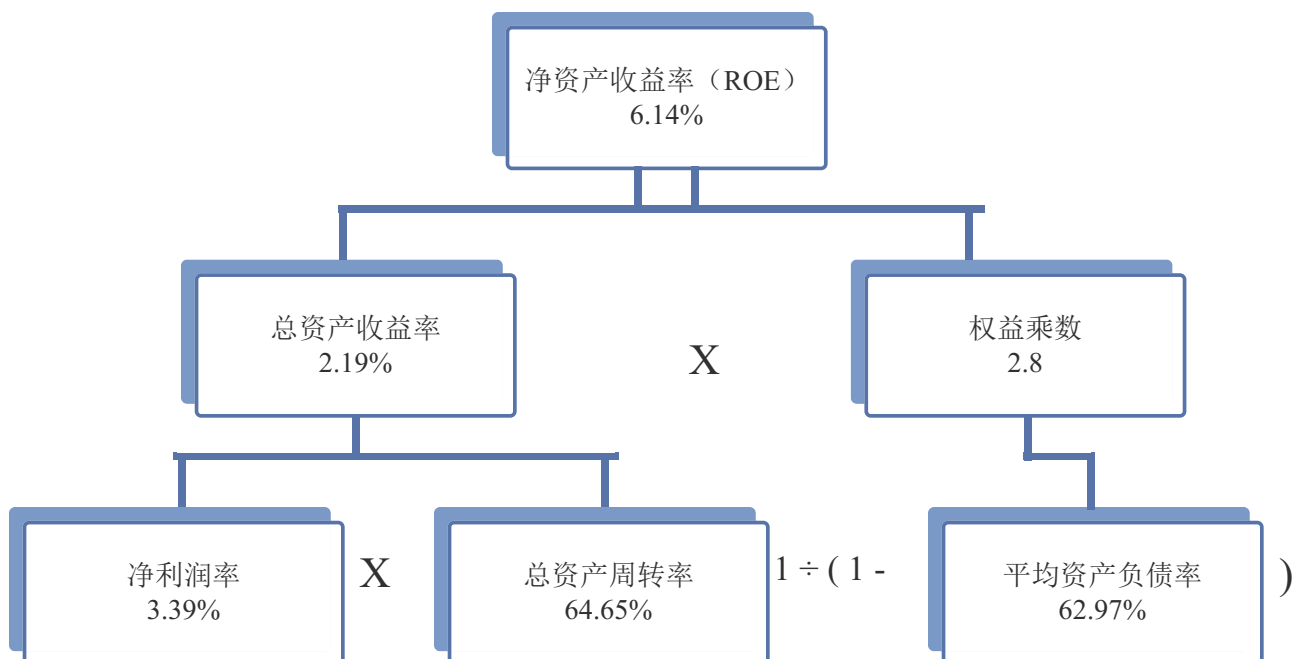 净资产收益率（ROE）
6.14%
总资产收益率
2.19%
X
权益乘数
2.8
净利润率
3.39%
X
总资产周转率
64.65%
1 ÷ ( 1 -
平均资产负债率
62.97%
)